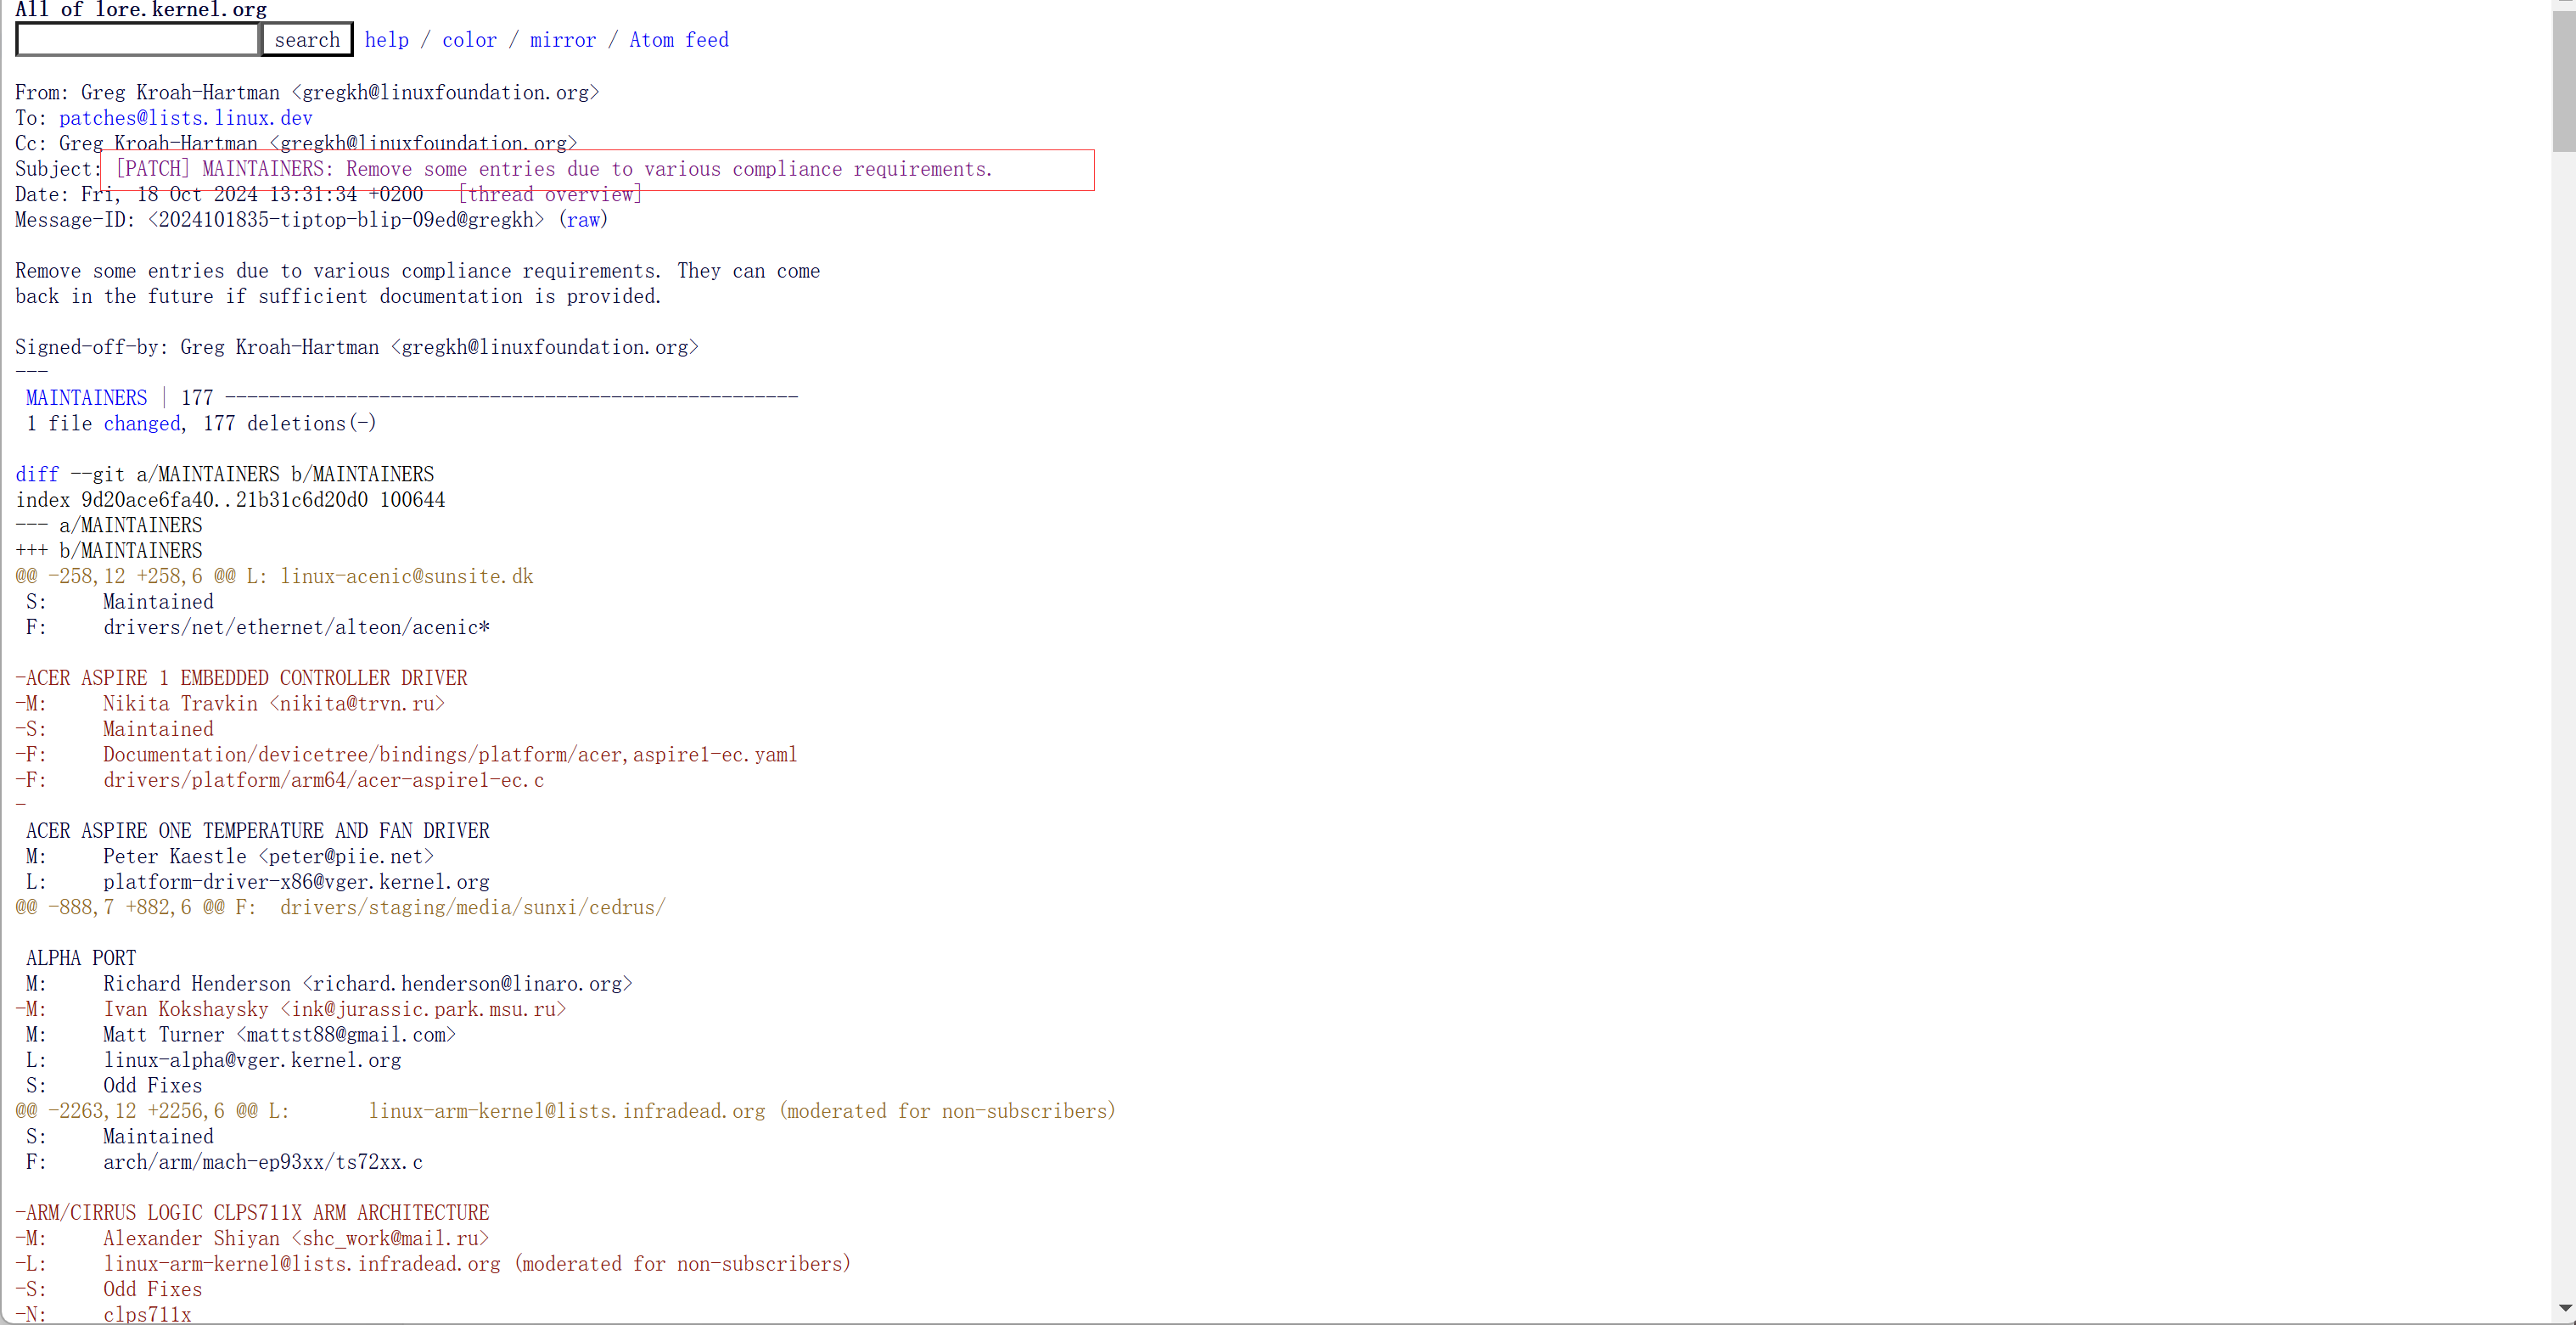 All of lore.kernel.org
search help / color / mirror / Atom feed
From: Greg Kroah-Hartman <gregkh@linuxfoundation.org>
To: patches@lists.linux.dev
Cc: Greg Kroah-Hartman <gregkh@linuxfoundation.org>
Subject: [PATCH] MAINTAINERS: Remove some entries due to various compliance requirements.
Date: Fri, 18 Oct 2024 13:31:34 +0200 [thread overview]
Message-ID: <2024101835-tiptop-blip-09ed@gregkh> (raw)
Remove some entries due to various compliance requirements. They can come
back in the future if sufficient documentation is provided.
Signed-off-by: Greg Kroah-Hartman <gregkh@linuxfoundation.org>
---
MAINTAINERS | 177 ----------------------------------------------------
1 file changed, 177 deletions(-)
diff --git a/MAINTAINERS b/MAINTAINERS
index 9d20ace6fa40..21b31c6d20d0 100644
--- a/MAINTAINERS
+++ b/MAINTAINERS
@@ -258,12 +258,6 @@ L: linux-acenic@sunsite.dk
S: Maintained
F: drivers/net/ethernet/alteon/acenic*
-ACER ASPIRE 1 EMBEDDED CONTROLLER DRIVER
-M: Nikita Travkin <nikita@trvn.ru>
-S: Maintained
-F: Documentation/devicetree/bindings/platform/acer,aspire1-ec.yaml
-F: drivers/platform/arm64/acer-aspire1-ec.c
-
ACER ASPIRE ONE TEMPERATURE AND FAN DRIVER
M: Peter Kaestle <peter@piie.net>
L: platform-driver-x86@vger.kernel.org
@@ -888,7 +882,6 @@ F: drivers/staging/media/sunxi/cedrus/
ALPHA PORT
M: Richard Henderson <richard.henderson@linaro.org>
-M: Ivan Kokshaysky <ink@jurassic.park.msu.ru>
M: Matt Turner <mattst88@gmail.com>
L: linux-alpha@vger.kernel.org
S: Odd Fixes
@@ -2263,12 +2256,6 @@ L: linux-arm-kernel@lists.infradead.org (moderated for non-subscribers)
S: Maintained
F: arch/arm/mach-ep93xx/ts72xx.c
-ARM/CIRRUS LOGIC CLPS711X ARM ARCHITECTURE
-M: Alexander Shiyan <shc_work@mail.ru>
-L: linux-arm-kernel@lists.infradead.org (moderated for non-subscribers)
-S: Odd Fixes
-N: clps711x